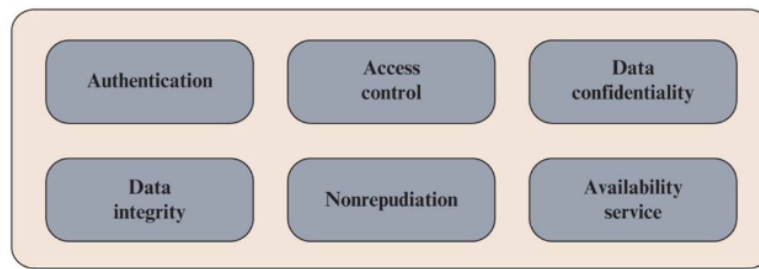 Authentication
Access
control
Data
confidentiality
Data
integrity
Nonrepudiation
Availability
service